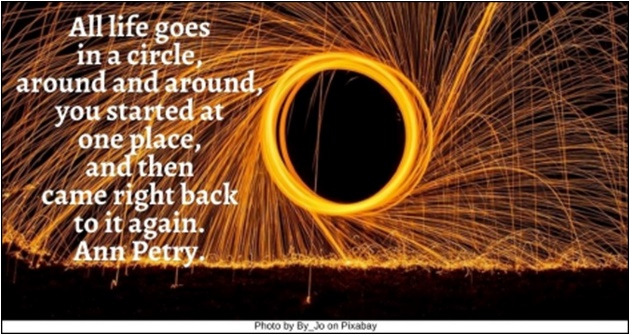 All life goes
in a circle,
around and around,
you started at
one place,
and then
came right back
to it again.
Ann Petry.
Photo by By_Jo on Pixabay